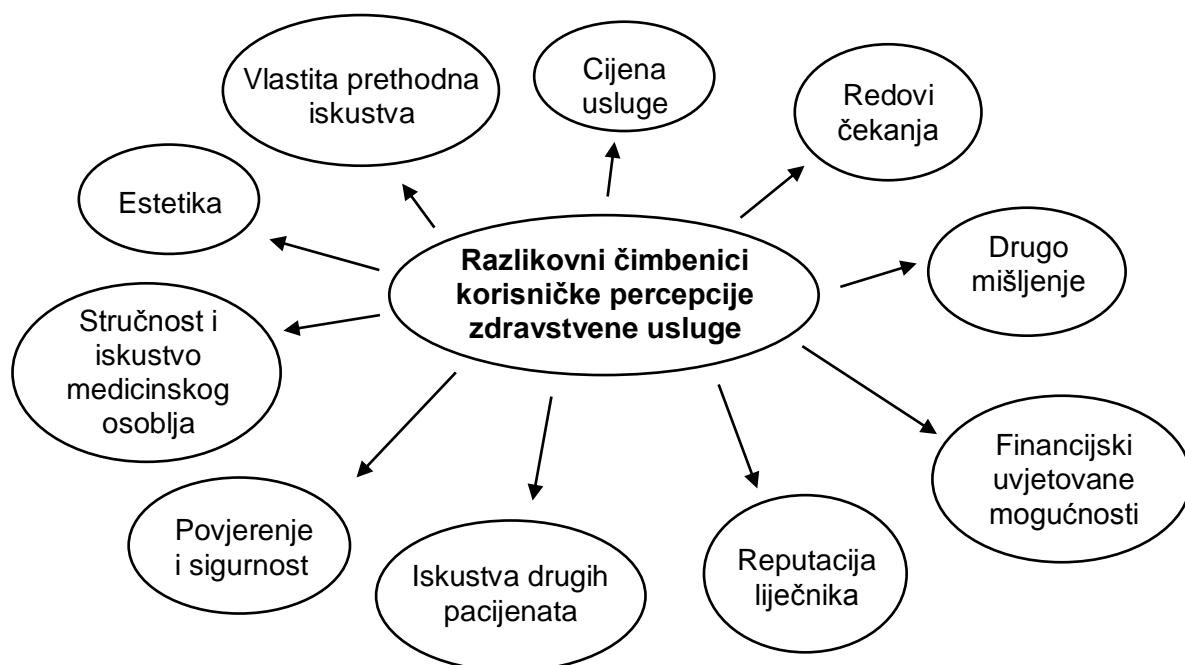 Vlastita prethodna
iskustva
Cijena
usluge
Redovi
čekanja
Estetika
Razlikovni čimbenici
korisničke percepcije
zdravstvene usluge
Drugo
mišljenje
Stručnost i
iskustvo
medicinskog
osoblja
Financijski
uvjetovane
mogućnosti
Povjerenje
i sigurnost
Iskustva drugih
pacijenata
Reputacija
liječnika